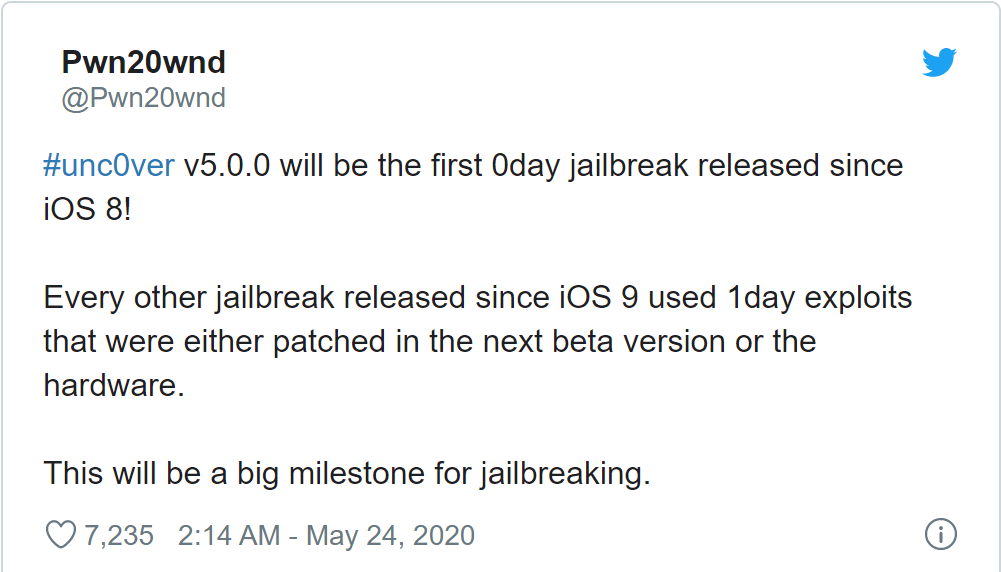 Pwn20wnd
@Pwn20wnd
#unc0ver v5.0.0 will be the first 0day jailbreak released since
iOS 8!
Every other jailbreak released since iOS 9 used 1day exploits
that were either patched in the next beta version or the
hardware.
This will be a big milestone for jailbreaking.
7,235 2:14 AM - May 24, 2020